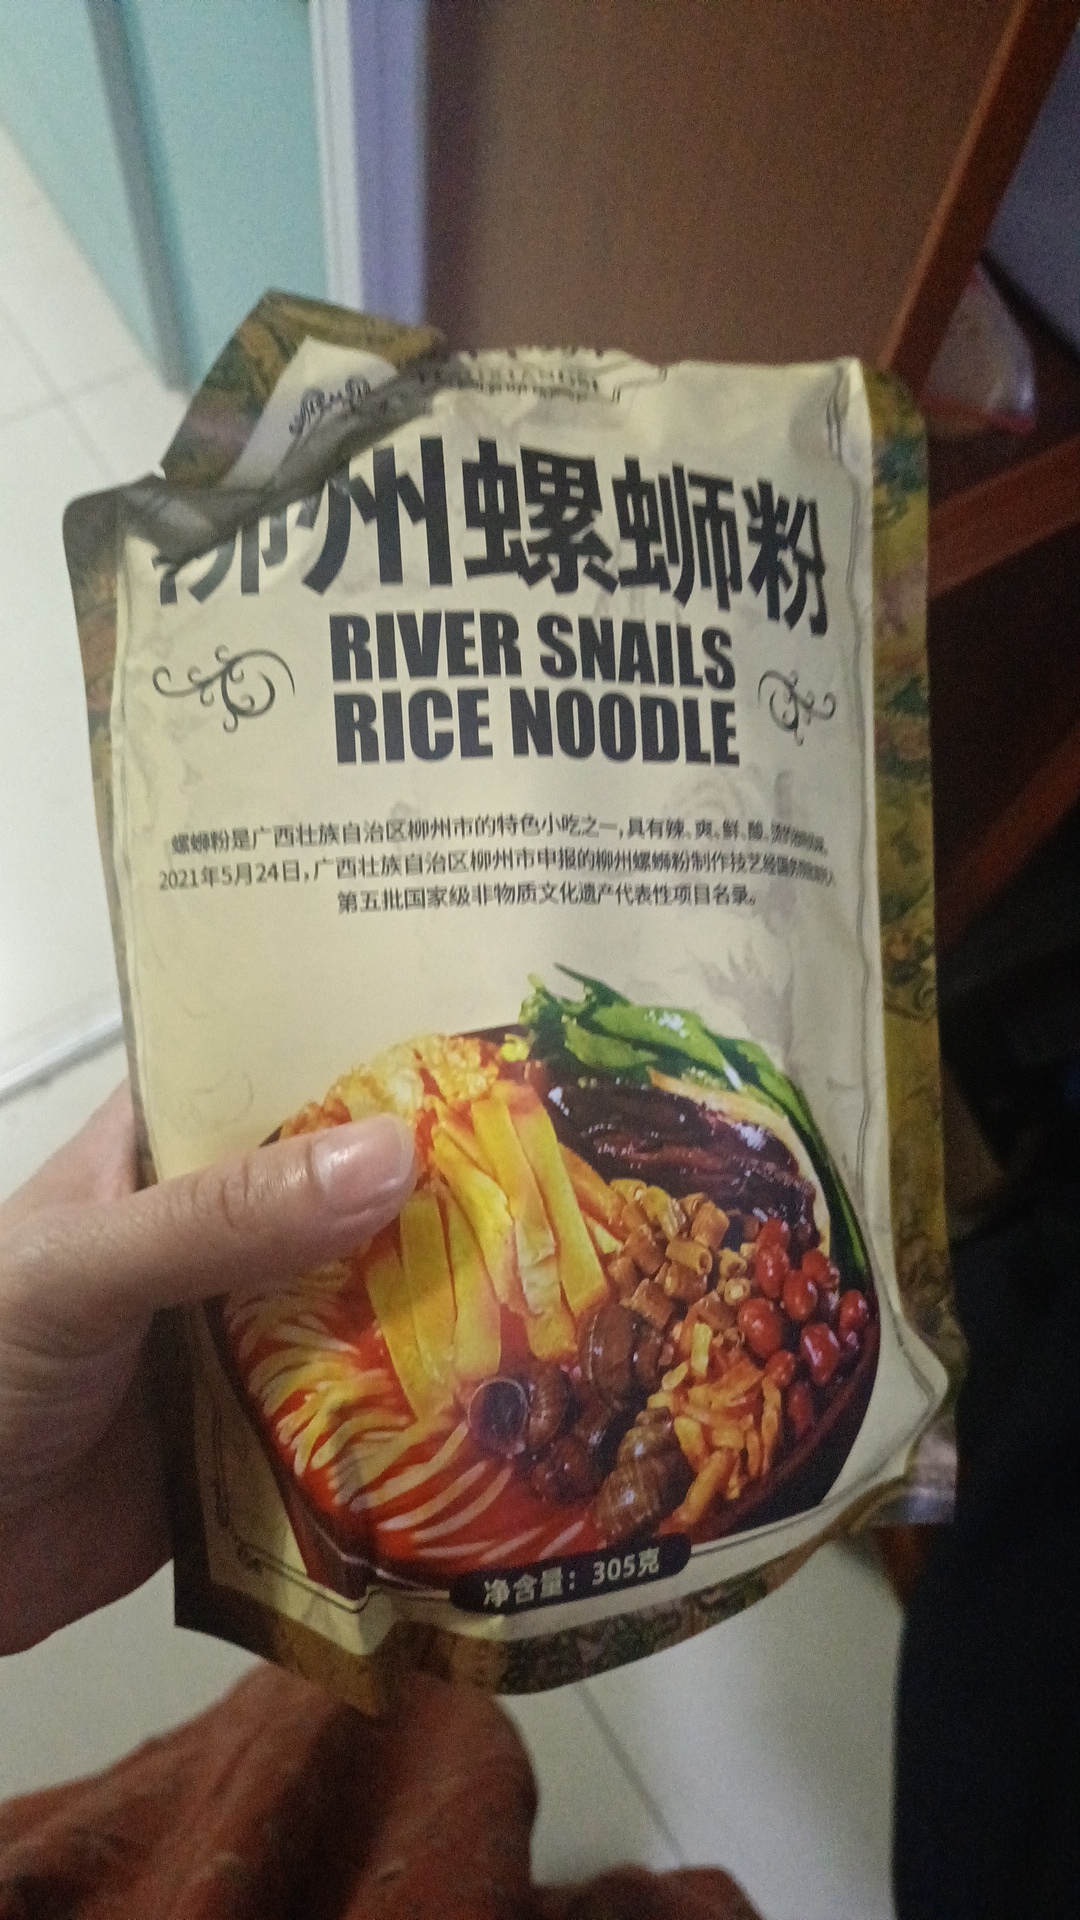 柳州螺蛳粉
RIVER SNAILS
RICE NOODLE
螺蛳粉是广西壮族自治区柳州市的特色小吃之一,具有辣、爽、鲜、酸、
2021年5月24日,广西壮族自治区柳州市申报的柳州螺蛳粉制作技艺经国务院
第五批国家级非物质文化遗产代表性项目名录。
净含量：305克